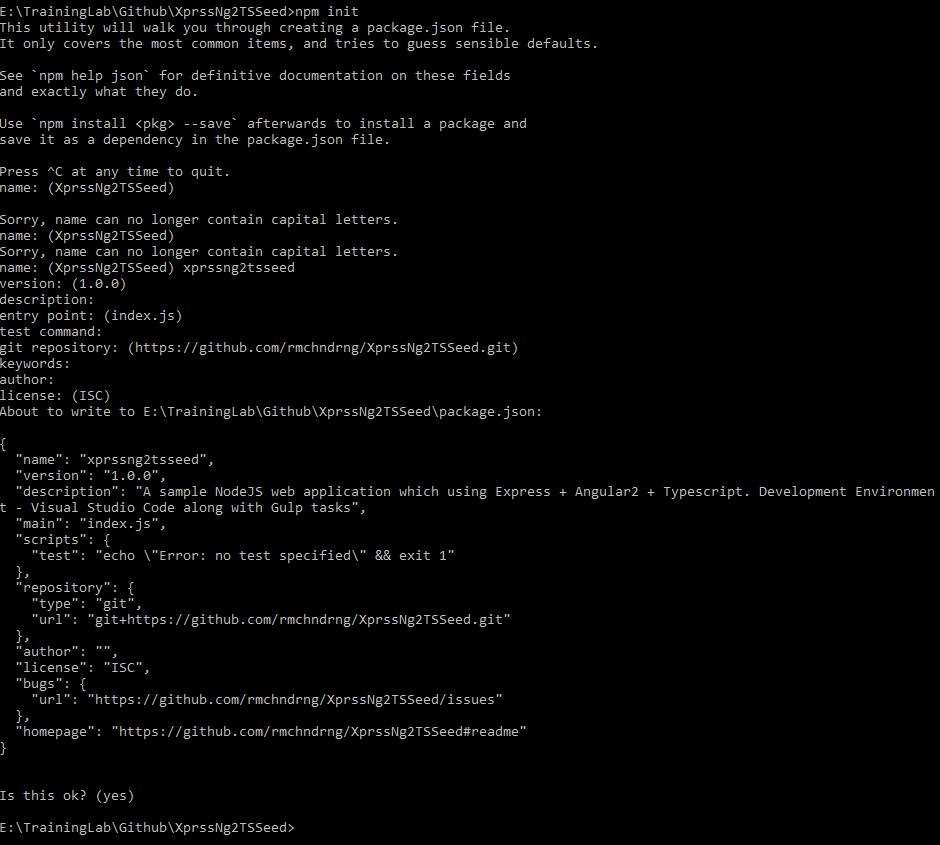 E:\TrainingLab\Github\XprssNg2TSSeed>npm init
This utility will walk you through creating a package.json file.
It only covers the most common items, and tries to guess sensible defaults.

See `npm help json` for definitive documentation on these fields
and exactly what they do.

Use `npm install <pkg> --save` afterwards to install a package and
save it as a dependency in the package.json file.

Press ^C at any time to quit.
name: (XprssNg2TSSeed)

Sorry, name can no longer contain capital letters.
name: (XprssNg2TSSeed)
Sorry, name can no longer contain capital letters.
name: (XprssNg2TSSeed) xprssng2tsseed
version: (1.0.0)
description:
entry point: (index.js)
test command:
git repository: (https://github.com/rmchndrng/XprssNg2TSSeed.git)
keywords:
author:
license: (ISC)
About to write to E:\TrainingLab\Github\XprssNg2TSSeed\package.json:

{
  "name": "xprssng2tsseed",
  "version": "1.0.0",
  "description": "A sample NodeJS web application which using Express + Angular2 + Typescript. Development Environmen
t - Visual Studio Code along with Gulp tasks",
  "main": "index.js",
  "scripts": {
    "test": "echo \"Error: no test specified\" && exit 1"
  },
  "repository": {
    "type": "git",
    "url": "git+https://github.com/rmchndrng/XprssNg2TSSeed.git"
  },
  "author": "",
  "license": "ISC",
  "bugs": {
    "url": "https://github.com/rmchndrng/XprssNg2TSSeed/issues"
  },
  "homepage": "https://github.com/rmchndrng/XprssNg2TSSeed#readme"
}

Is this ok? (yes)

E:\TrainingLab\Github\XprssNg2TSSeed>